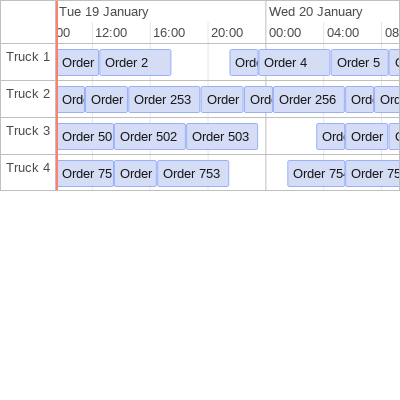 Tue 19 January Wed 20 January
00 12:00 16:00 20:00 00:00 04:00 08
Truck 1 Order Order 2 Ord Order 4 Order 5
Truck 2 Ord Order Order 253 Order Ord Order 256 Ord Ord
Truck 3 Order 50 Order 502 Order 503 Orde Order
Truck 4 Order 75 Order Order 753 Order 754 Order 75